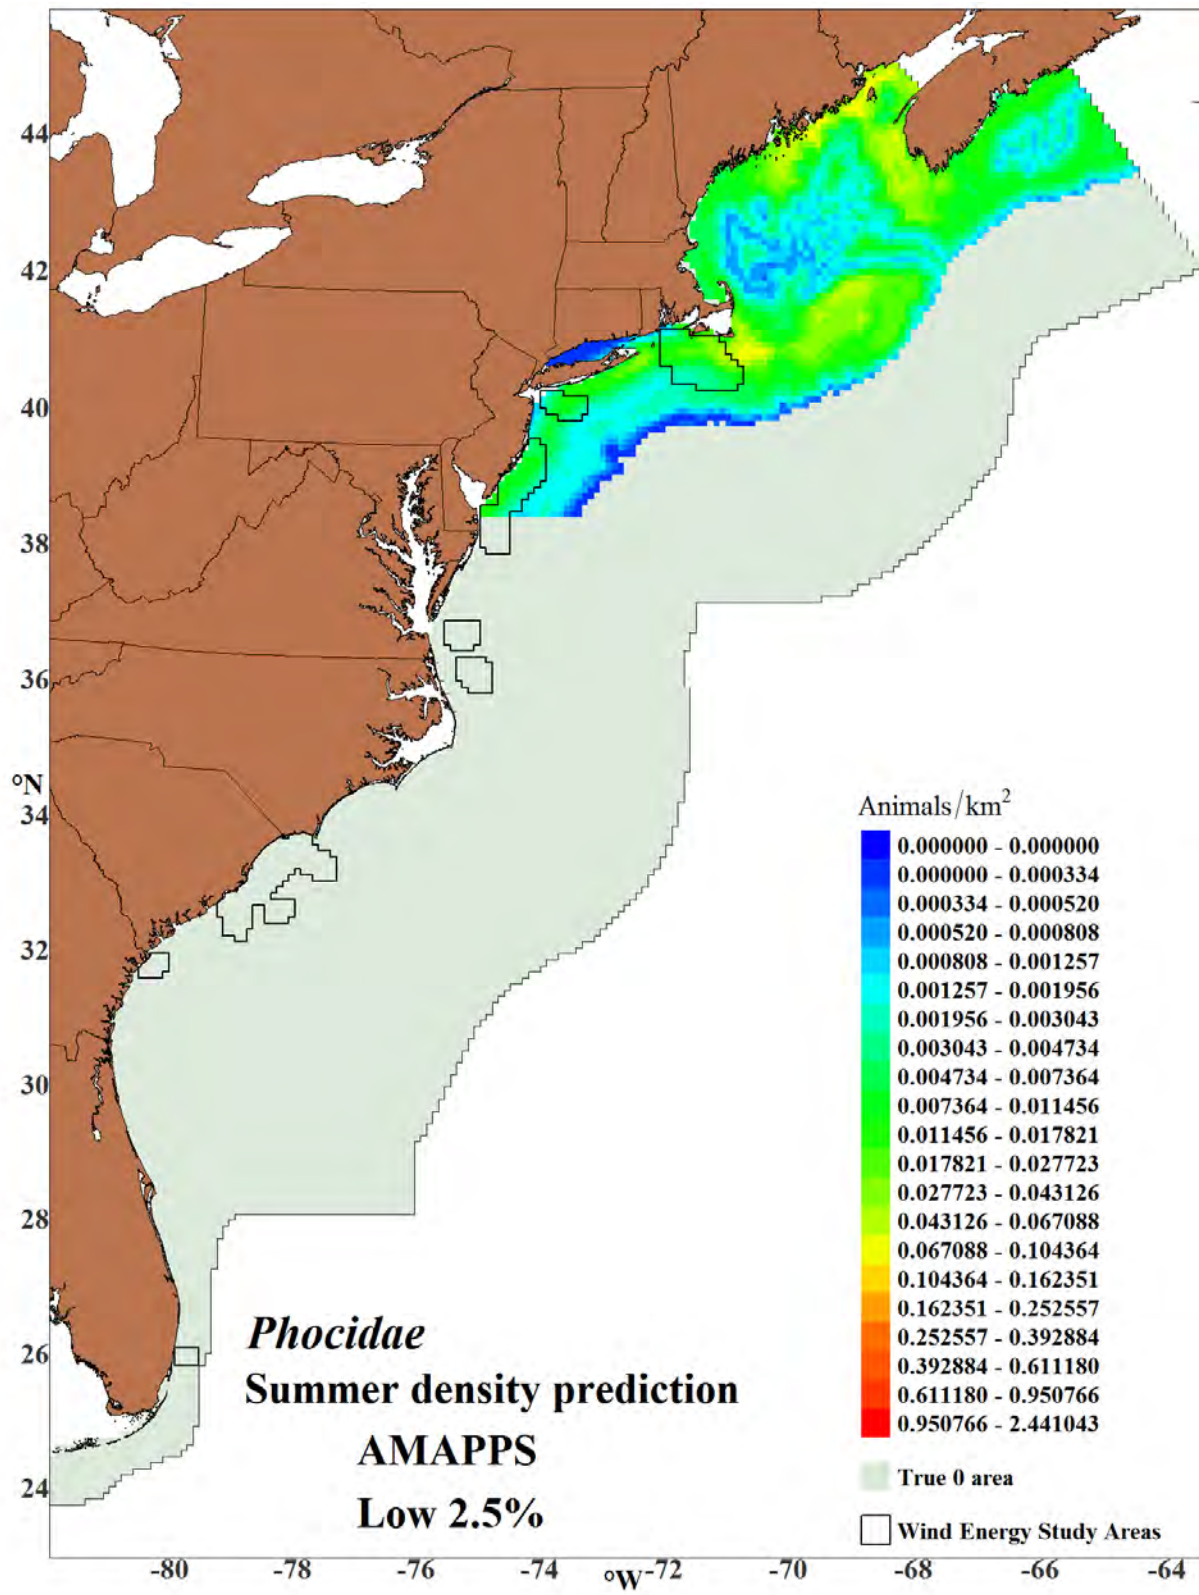 44
42
40
38
36
°N
34
32
30
28
26
24
Animals/km²
0.000000 - 0.000000
0.000000 - 0.000334
0.000334 - 0.000520
0.000520 - 0.000808
0.000808 - 0.001257
0.001257 - 0.001956
0.001956 - 0.003043
0.003043 - 0.004734
0.004734 - 0.007364
0.007364 - 0.011456
0.011456 - 0.017821
0.017821 - 0.027723
0.027723 - 0.043126
0.043126 - 0.067088
0.067088 - 0.104364
0.104364 - 0.162351
0.162351 - 0.252557
0.252557 - 0.392884
0.392884 - 0.611180
0.611180 - 0.950766
0.950766 - 2.441043
True 0 area
Wind Energy Study Areas
Phocidae
Summer density prediction
AMAPPS
Low 2.5%
-80 -78 -76 -74 °W -72 -70 -68 -66 -64